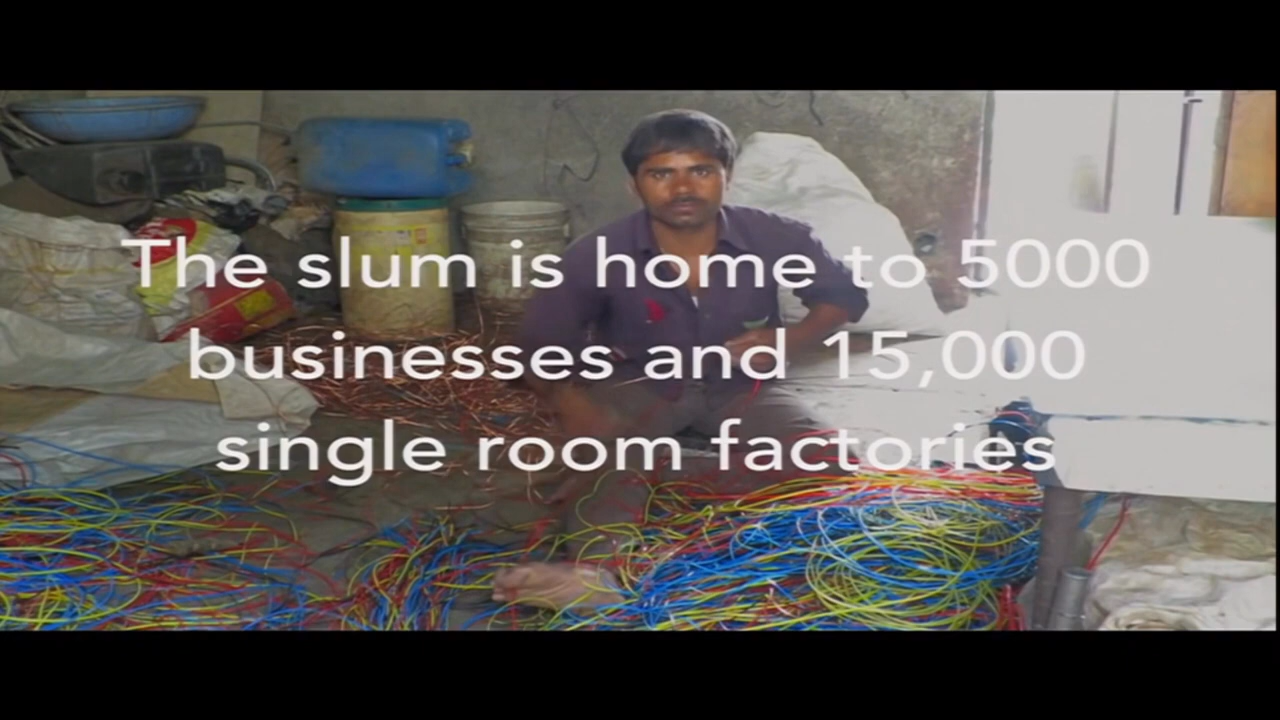 The slum is home to 5000
businesses and 15,000
single room factories